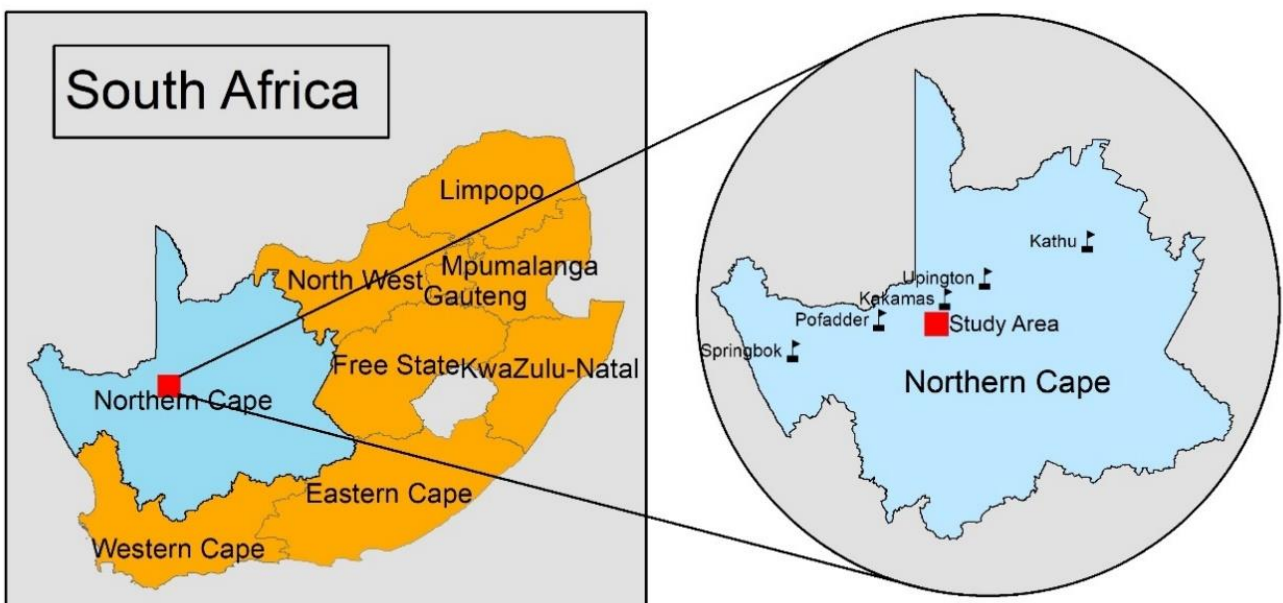 South Africa
Limpopo
North West
Mpumalanga
Gauteng
Free State
KwaZulu-Natal
Northern Cape
Eastern Cape
Western Cape
Kathu
Upington
Kakamas
Pofadder
Study Area
Springbok
Northern Cape